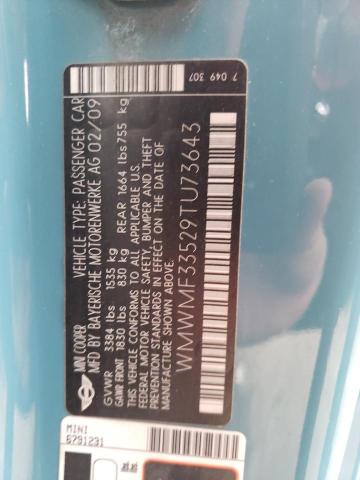 MINI COOPER VEHICLE TYPE: PASSENGER CAR
MFD BY BAYERISCHE MOTORENWERKE AG 02/09
GVWR 3384 lbs 1535 kg
GAWR FRONT 1830 lbs 830 kg REAR 1664 lbs 755 kg
THIS VEHICLE CONFORMS TO ALL APPLICABLE U.S.
FEDERAL MOTOR VEHICLE SAFETY, BUMPER AND THEFT
PREVENTION STANDARDS IN EFFECT ON THE DATE OF
MANUFACTURE SHOWN ABOVE.
WMWMF33529TU73643
7 049 307
MINI
6791231